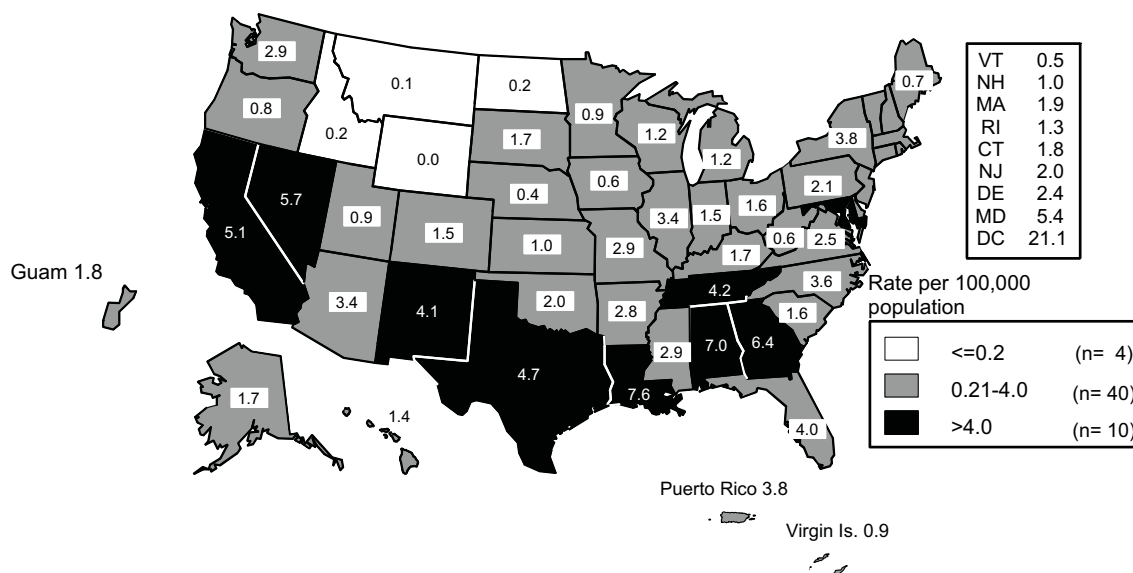 2.9
0.1
0.2
0.9
0.7
VT 0.5
NH 1.0
MA 1.9
RI 1.3
CT 1.8
NJ 2.0
DE 2.4
MD 5.4
DC 21.1
0.8
0.2
0.0
1.7
1.2
1.2
3.8
5.7
0.4
0.6
2.1
5.1
0.9
1.5
1.0
3.4
1.5
1.6
2.9
0.6
2.5
1.7
Guam 1.8
3.4
4.1
2.0
2.8
4.2
3.6
1.6
4.7
2.9
7.0
6.4
7.6
4.0
1.7
1.4
Rate per 100,000
population
<=0.2 (n= 4)
0.21-4.0 (n= 40)
>4.0 (n= 10)
Puerto Rico 3.8
Virgin Is. 0.9